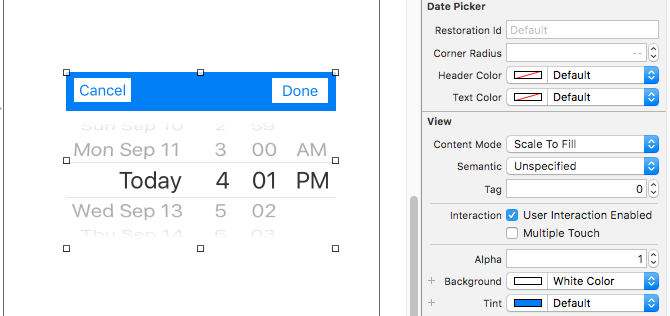 Cancel
Done
Sun Sep 10 2 59
Mon Sep 11 3 00 AM
Today 4 01 PM
Wed Sep 13 5 02
Thu Sep 14 6 03
Date Picker
Restoration Id Default
Corner Radius --
Header Color Default
Text Color Default
View
Content Mode Scale To Fill
Semantic Unspecified
Tag 0
Interaction User Interaction Enabled
Multiple Touch
Alpha 1
+ Background White Color
+ Tint Default